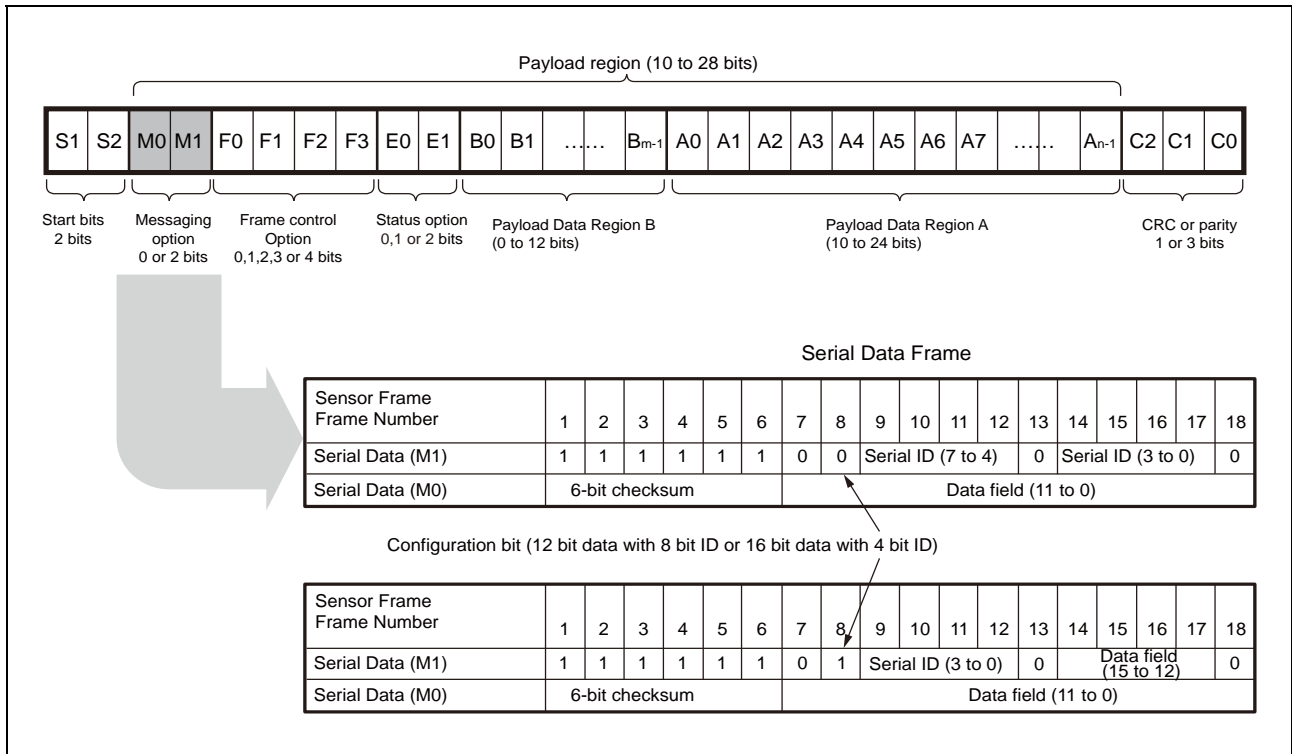 Payload region (10 to 28 bits)
S1 S2 M0 M1 F0 F1 F2 F3 E0 E1 B0 B1 …… Bm-1 A0 A1 A2 A3 A4 A5 A6 A7 …… An-1 C2 C1 C0
Start bits
2 bits
Messaging
option
0 or 2 bits
Frame control
Option
0,1,2,3 or 4 bits
Status option
0,1 or 2 bits
Payload Data Region B
(0 to 12 bits)
Payload Data Region A
(10 to 24 bits)
CRC or parity
1 or 3 bits
Serial Data Frame
Sensor Frame
Frame Number 1 2 3 4 5 6 7 8 9 10 11 12 13 14 15 16 17 18
Serial Data (M1) 1 1 1 1 1 1 0 0 Serial ID (7 to 4) 0 Serial ID (3 to 0) 0
Serial Data (M0) 6-bit checksum Data field (11 to 0)
Configuration bit (12 bit data with 8 bit ID or 16 bit data with 4 bit ID)
Sensor Frame
Frame Number 1 2 3 4 5 6 7 8 9 10 11 12 13 14 15 16 17 18
Serial Data (M1) 1 1 1 1 1 1 0 1 Serial ID (3 to 0) 0 Data field (15 to 12) 0
Serial Data (M0) 6-bit checksum Data field (11 to 0)